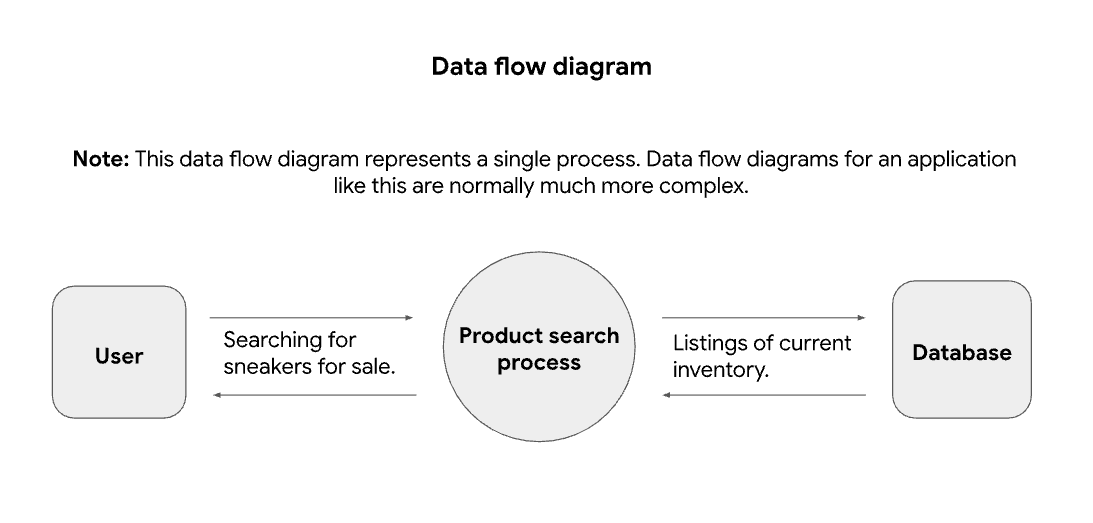 Data flow diagram
Note: This data flow diagram represents a single process. Data flow diagrams for an application
like this are normally much more complex.
User
Searching for
sneakers for sale.
Product search
process
Listings of current
inventory.
Database